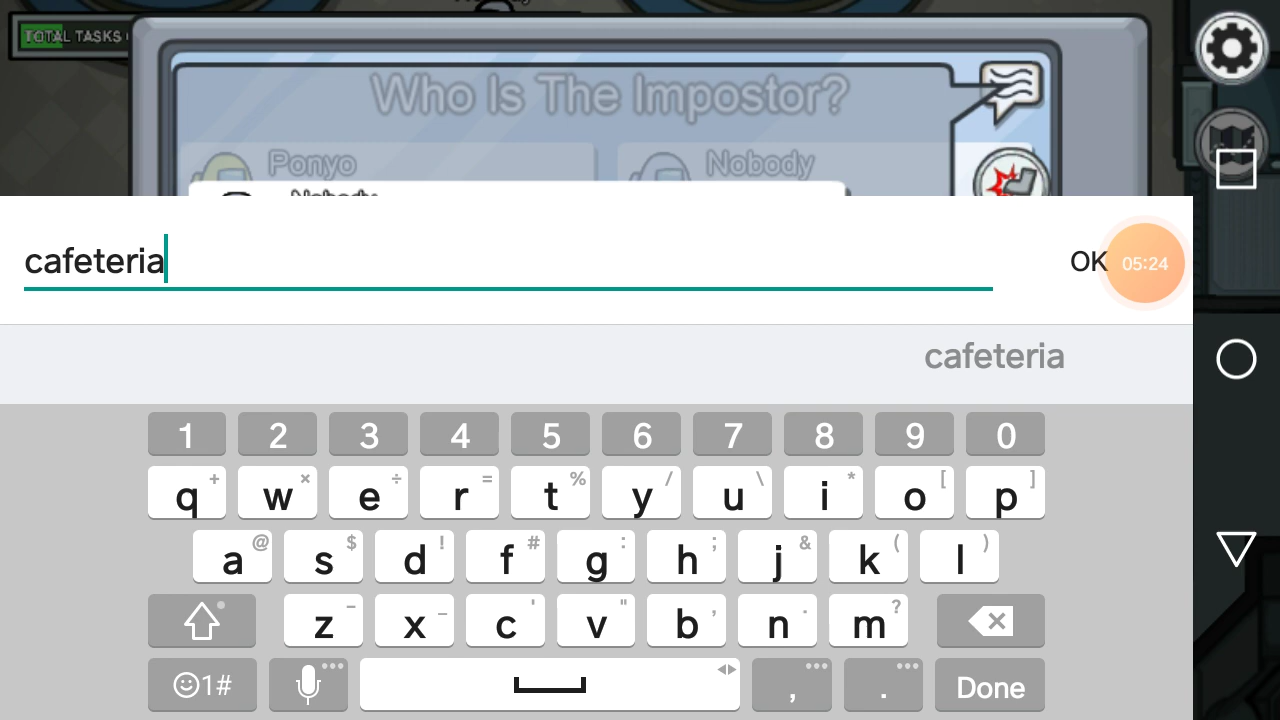 TOTAL TASKS
Who Is The Impostor?
Ponyo
Nobody
Nobody
cafeteria
OK
05:24
cafeteria
1 2 3 4 5 6 7 8 9 0
q + w × e ÷ r = t % y / u \ i * o [ p ]
a @ s $ d ! f # g : h ; j & k ( l )
z - x _ c ' v " b , n . m ?
1# , . Done